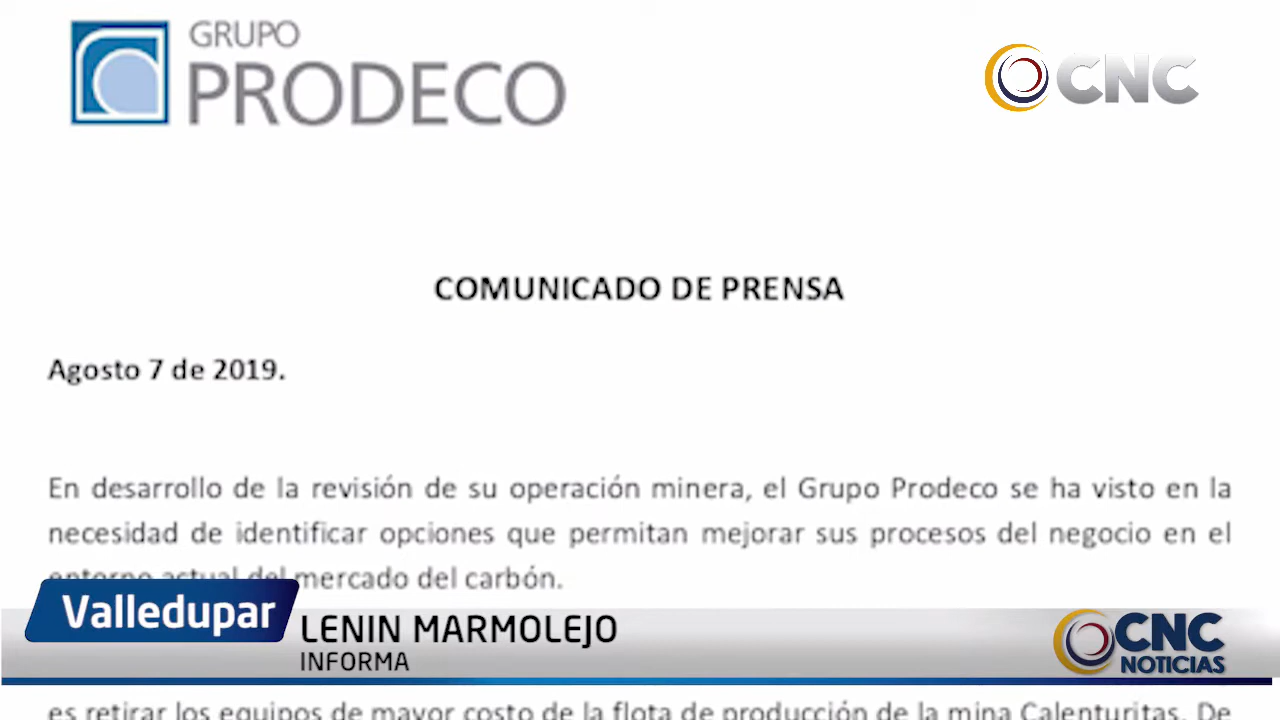 GRUPO
PRODECO
CNC
COMUNICADO DE PRENSA
Agosto 7 de 2019.
En desarrollo de la revisión de su operación minera, el Grupo Prodeco se ha visto en la
necesidad de identificar opciones que permitan mejorar sus procesos del negocio en el
entorno actual del mercado del carbón.
Valledupar
LENIN MARMOLEJO
INFORMA
CNC
NOTICIAS
es retirar los equipos de mayor costo de la flota de producción de la mina Calenturitas. De